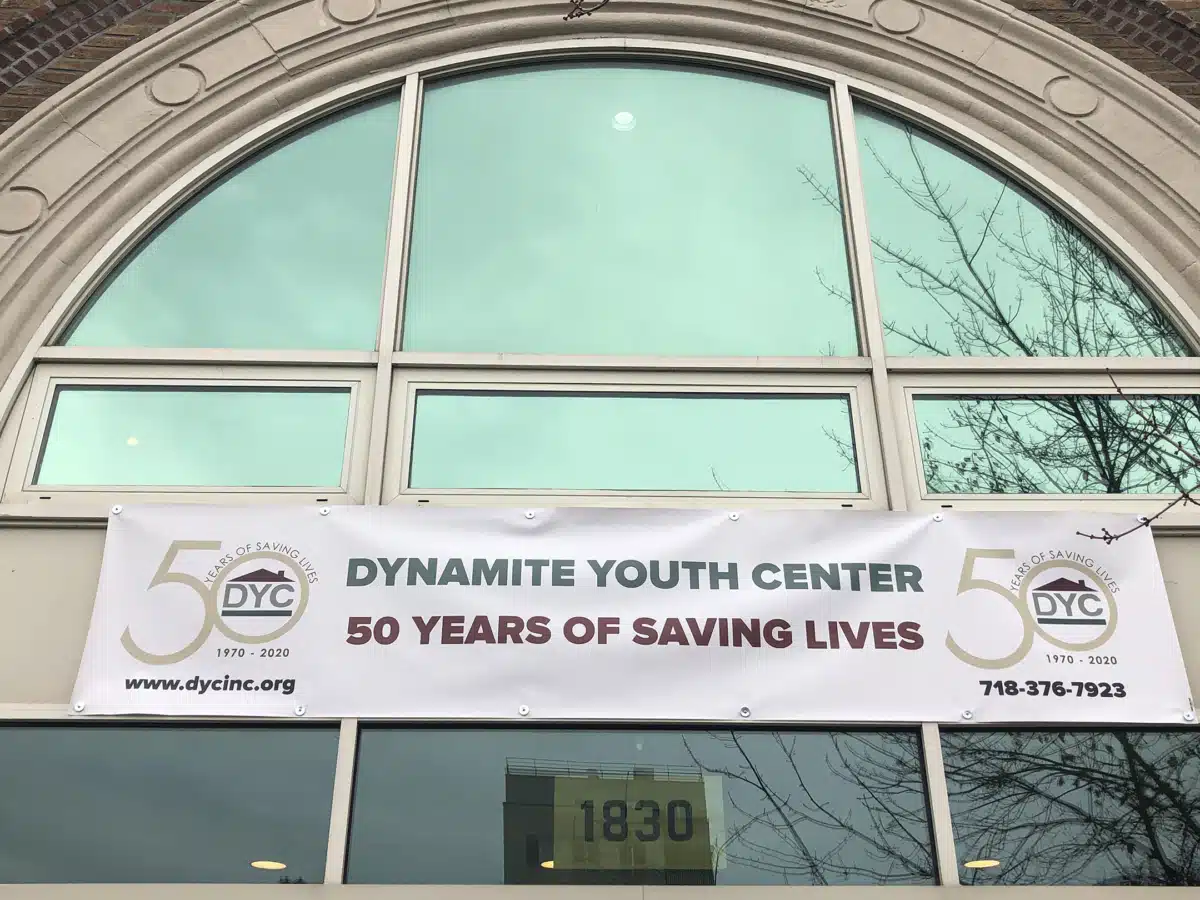 50 YEARS OF SAVING LIVES
DYC
1970 - 2020
www.dycinc.org
DYNAMITE YOUTH CENTER
50 YEARS OF SAVING LIVES
50 YEARS OF SAVING LIVES
DYC
1970 - 2020
718-376-7923
1830